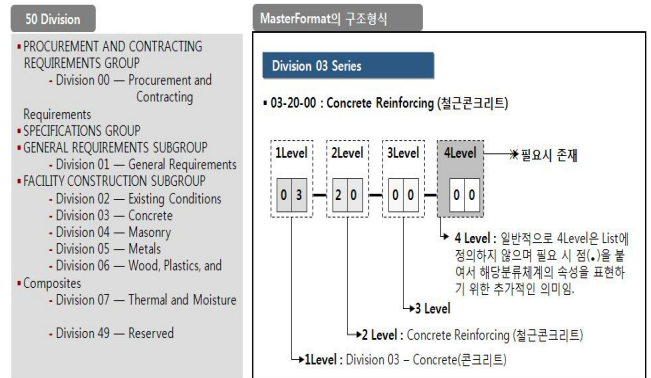 50 Division
▪ PROCUREMENT AND CONTRACTING
REQUIREMENTS GROUP
- Division 00 — Procurement and
Contracting
Requirements
▪ SPECIFICATIONS GROUP
▪ GENERAL REQUIREMENTS SUBGROUP
- Division 01 — General Requirements
▪ FACILITY CONSTRUCTION SUBGROUP
- Division 02 — Existing Conditions
- Division 03 — Concrete
- Division 04 — Masonry
- Division 05 — Metals
- Division 06 — Wood, Plastics, and
▪ Composites
- Division 07 — Thermal and Moisture
- Division 49 — Reserved
MasterFormat의 구조형식
Division 03 Series
▪ 03-20-00 : Concrete Reinforcing (철근콘크리트)
1Level 2Level 3Level 4Level ※ 필요시 존재
0 3 2 0 0 0 0 0
4 Level : 일반적으로 4Level은 List에
정의하지 않으며 필요 시 점(.)을 붙
여서 해당분류체계의 속성을 표현하
기 위한 추가적인 의미임.
3 Level
2 Level : Concrete Reinforcing (철근콘크리트)
1Level : Division 03 – Concrete(콘크리트)